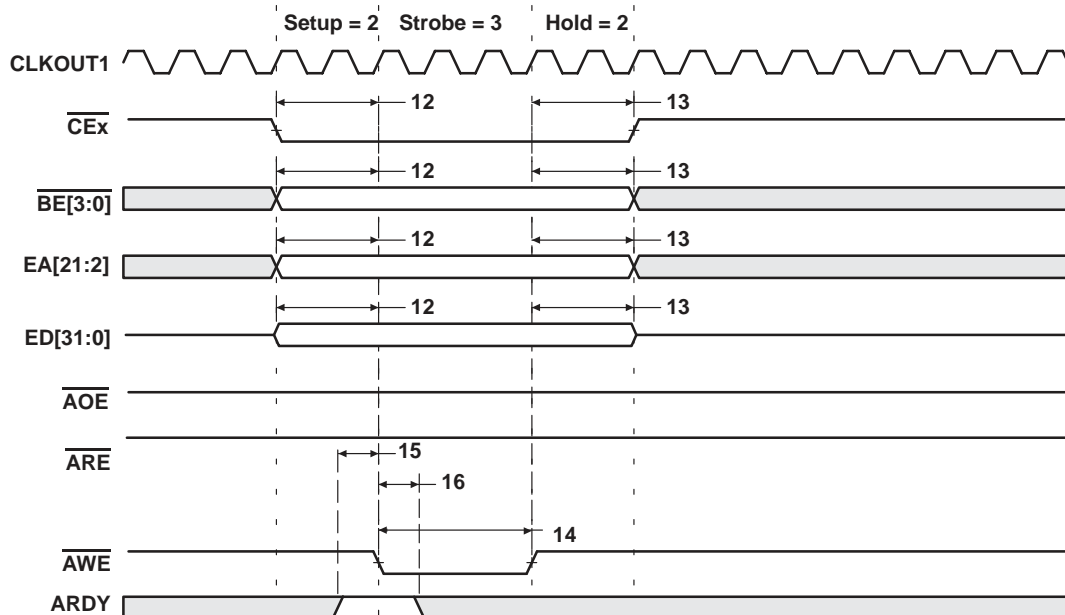 Setup = 2 Strobe = 3 Hold = 2
CLKOUT1
12 13
CEx
12 13
BE[3:0]
12 13
EA[21:2]
12 13
ED[31:0]
AOE
15
ARE
16
14
AWE
ARDY